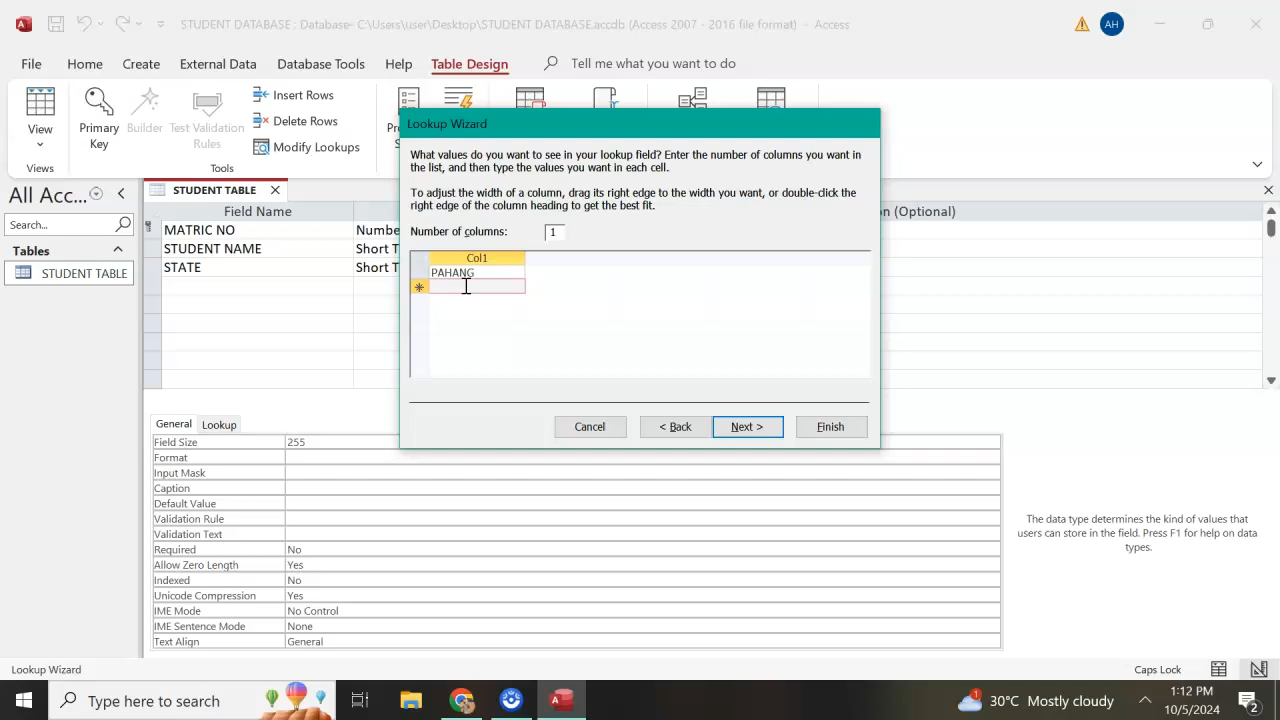 STUDENT DATABASE : Database- C:\Users\user\Desktop\STUDENT DATABASE.accdb (Access 2007 - 2016 file format) - Access
AH
File
Home
Create
External Data
Database Tools
Help
Table Design
Tell me what you want to do
View
Primary Key
Builder
Test Validation Rules
Insert Rows
Delete Rows
Modify Lookups
Views
Tools
All Acc...
Search...
Tables
STUDENT TABLE
STUDENT TABLE
Field Name
(Optional)
MATRIC NO
STUDENT NAME
Short T
STATE
Short T
Lookup Wizard
What values do you want to see in your lookup field? Enter the number of columns you want in
the list, and then type the values you want in each cell.
To adjust the width of a column, drag its right edge to the width you want, or double-click the
right edge of the column heading to get the best fit.
Number of columns: 1
Col1
PAHANG
Cancel
< Back
Next >
Finish
General
Lookup
Field Size 255
Format
Input Mask
Caption
Default Value
Validation Rule
Validation Text
Required No
Allow Zero Length Yes
Indexed No
Unicode Compression Yes
IME Mode No Control
IME Sentence Mode None
Text Align General
The data type determines the kind of values that
users can store in the field. Press F1 for help on data
types.
Lookup Wizard
Caps Lock
Type here to search
1
30°C Mostly cloudy
1:12 PM
10/5/2024
2